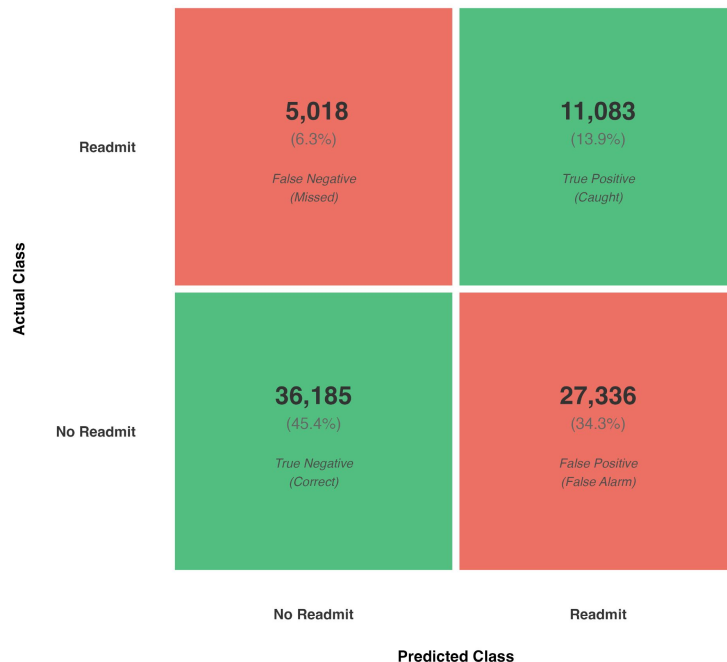 5,018
(6.3%)
False Negative
(Missed)
11,083
(13.9%)
True Positive
(Caught)
Readmit
Actual Class
36,185
(45.4%)
True Negative
(Correct)
27,336
(34.3%)
False Positive
(False Alarm)
No Readmit
No Readmit
Readmit
Predicted Class